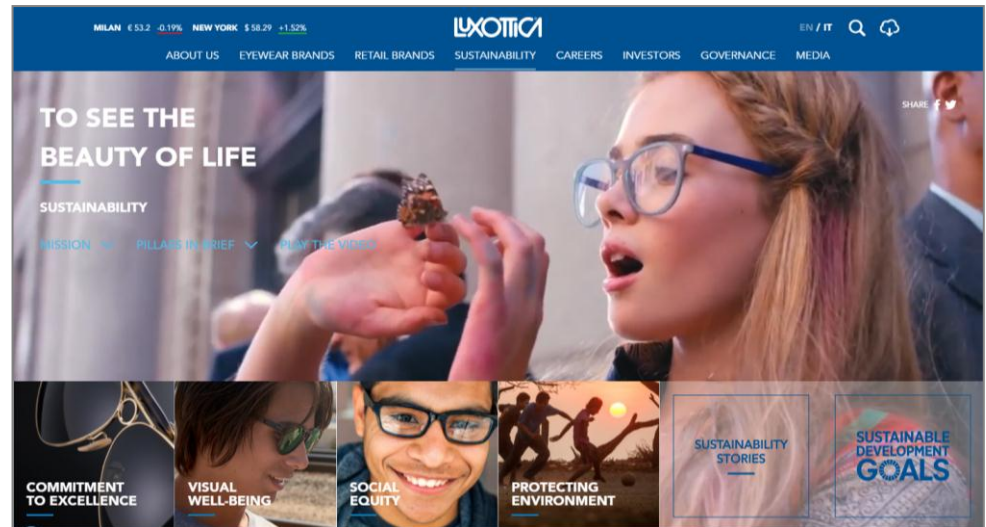 MILAN € 53.2 -0.19% NEW YORK $ 58.29 +1.52%
LUXOTTICA
EN / IT
ABOUT US EYEWEAR BRANDS RETAIL BRANDS SUSTAINABILITY CAREERS INVESTORS GOVERNANCE MEDIA
SHARE
TO SEE THE
BEAUTY OF LIFE
SUSTAINABILITY
MISSION PILLARS IN BRIEF PLAY THE VIDEO
COMMITMENT
TO EXCELLENCE
VISUAL
WELL-BEING
SOCIAL
EQUITY
PROTECTING
ENVIRONMENT
SUSTAINABILITY
STORIES
SUSTAINABLE
DEVELOPMENT
GOALS